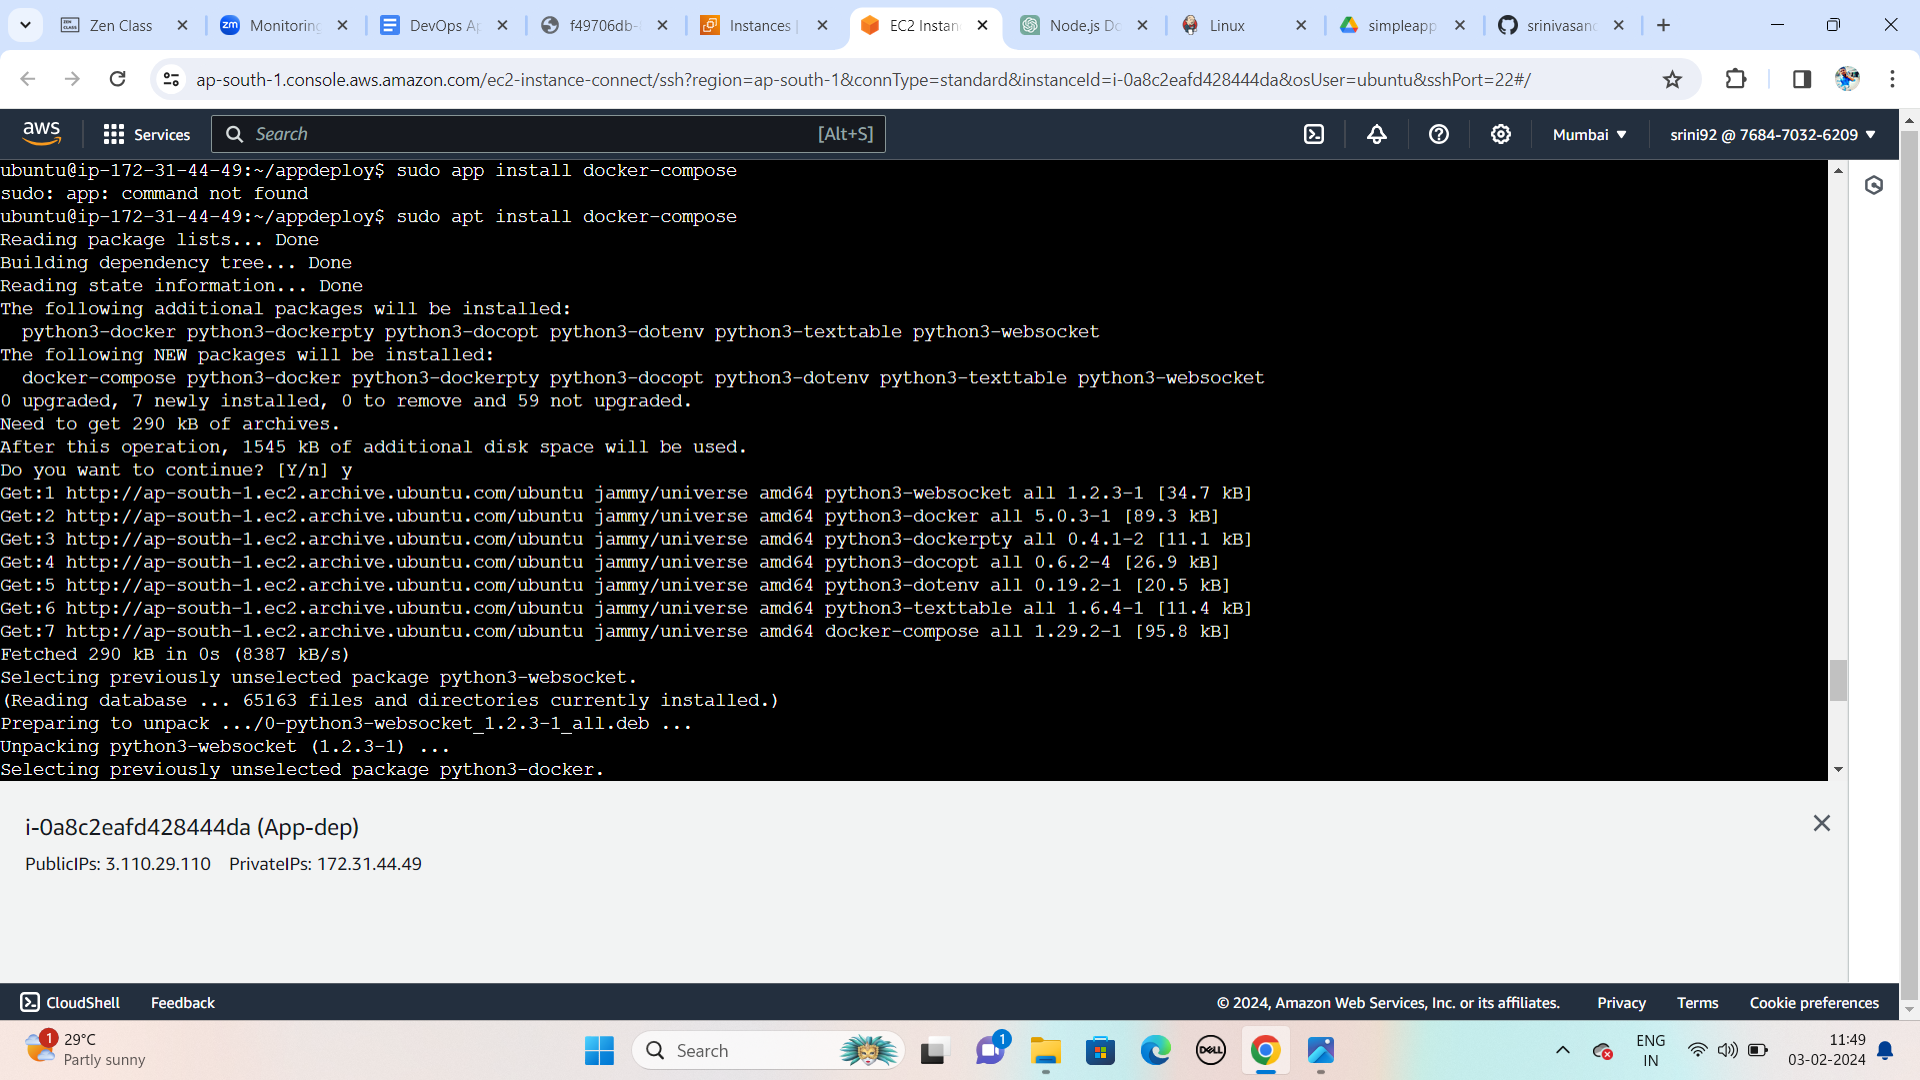 Zen Class
zm Monitoring
DevOps Ap
f49706db-
Instances |
EC2 Instan
Node.js Do
Linux
simpleapp
srinivasan
ap-south-1.console.aws.amazon.com/ec2-instance-connect/ssh?region=ap-south-1&connType=standard&instanceId=i-0a8c2eafd428444da&osUser=ubuntu&sshPort=22#/
aws Services Search [Alt+S] Mumbai ▼ srini92 @ 7684-7032-6209 ▼
ubuntu@ip-172-31-44-49:~/appdeploy$ sudo app install docker-compose
sudo: app: command not found
ubuntu@ip-172-31-44-49:~/appdeploy$ sudo apt install docker-compose
Reading package lists... Done
Building dependency tree... Done
Reading state information... Done
The following additional packages will be installed:
  python3-docker python3-dockerpty python3-docopt python3-dotenv python3-texttable python3-websocket
The following NEW packages will be installed:
  docker-compose python3-docker python3-dockerpty python3-docopt python3-dotenv python3-texttable python3-websocket
0 upgraded, 7 newly installed, 0 to remove and 59 not upgraded.
Need to get 290 kB of archives.
After this operation, 1545 kB of additional disk space will be used.
Do you want to continue? [Y/n] y
Get:1 http://ap-south-1.ec2.archive.ubuntu.com/ubuntu jammy/universe amd64 python3-websocket all 1.2.3-1 [34.7 kB]
Get:2 http://ap-south-1.ec2.archive.ubuntu.com/ubuntu jammy/universe amd64 python3-docker all 5.0.3-1 [89.3 kB]
Get:3 http://ap-south-1.ec2.archive.ubuntu.com/ubuntu jammy/universe amd64 python3-dockerpty all 0.4.1-2 [11.1 kB]
Get:4 http://ap-south-1.ec2.archive.ubuntu.com/ubuntu jammy/universe amd64 python3-docopt all 0.6.2-4 [26.9 kB]
Get:5 http://ap-south-1.ec2.archive.ubuntu.com/ubuntu jammy/universe amd64 python3-dotenv all 0.19.2-1 [20.5 kB]
Get:6 http://ap-south-1.ec2.archive.ubuntu.com/ubuntu jammy/universe amd64 python3-texttable all 1.6.4-1 [11.4 kB]
Get:7 http://ap-south-1.ec2.archive.ubuntu.com/ubuntu jammy/universe amd64 docker-compose all 1.29.2-1 [95.8 kB]
Fetched 290 kB in 0s (8387 kB/s)
Selecting previously unselected package python3-websocket.
(Reading database ... 65163 files and directories currently installed.)
Preparing to unpack .../0-python3-websocket_1.2.3-1_all.deb ...
Unpacking python3-websocket (1.2.3-1) ...
Selecting previously unselected package python3-docker.
i-0a8c2eafd428444da (App-dep)
PublicIPs: 3.110.29.110 PrivateIPs: 172.31.44.49
CloudShell Feedback © 2024, Amazon Web Services, Inc. or its affiliates. Privacy Terms Cookie preferences
1 29°C
Partly sunny
Search
1
DELL
ENG
IN
11:49
03-02-2024